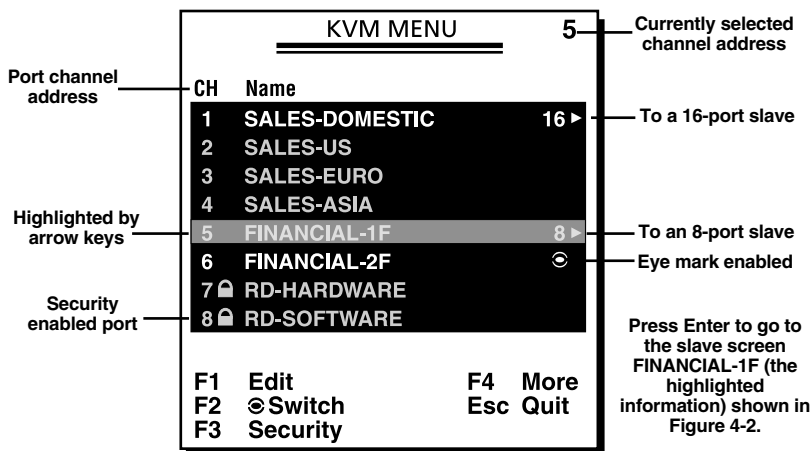 KVM MENU 5
Currently selected
channel address
Port channel
address
CH Name
1 SALES-DOMESTIC 16 ►
To a 16-port slave
2 SALES-US
3 SALES-EURO
4 SALES-ASIA
Highlighted by
arrow keys
5 FINANCIAL-1F 8 ►
To an 8-port slave
6 FINANCIAL-2F
Eye mark enabled
7 RD-HARDWARE
Security
enabled port
8 RD-SOFTWARE
Press Enter to go to
the slave screen
FINANCIAL-1F (the
highlighted
information) shown in
Figure 4-2.
F1 Edit F4 More
F2 Switch Esc Quit
F3 Security